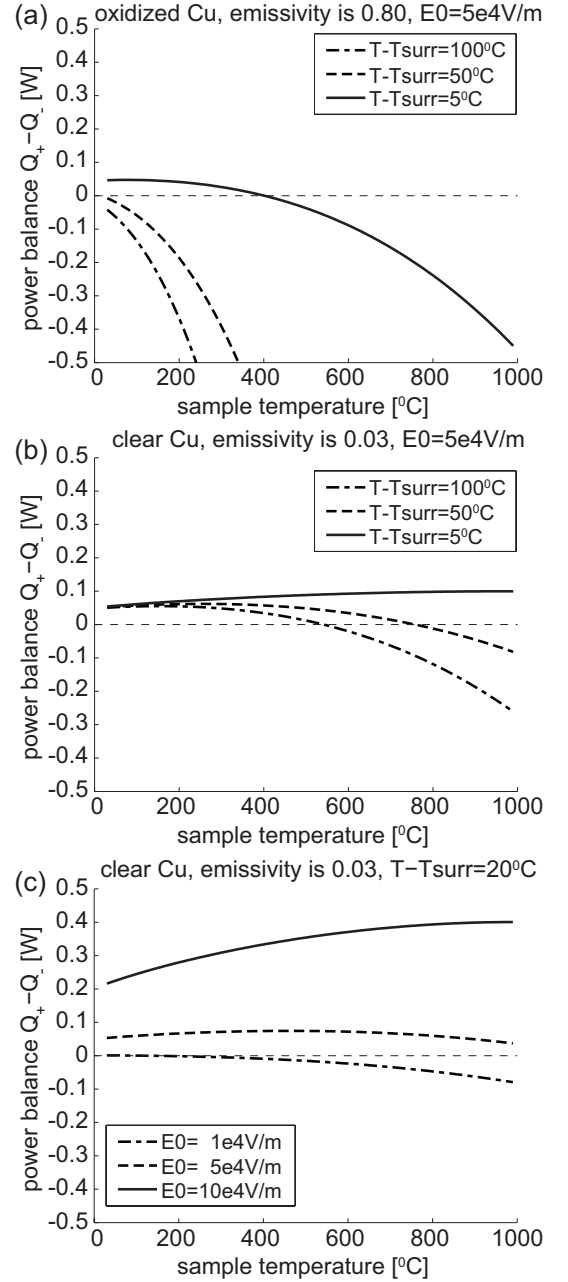 (a) oxidized Cu, emissivity is 0.80, E0=5e4V/m
power balance Q₊−Q₋ [W]
0.5
0.4
0.3
0.2
0.1
0
-0.1
-0.2
-0.3
-0.4
-0.5
T-Tsurr=100⁰C
T-Tsurr=50⁰C
T-Tsurr=5⁰C
0 200 400 600 800 1000
sample temperature [⁰C]
(b) clear Cu, emissivity is 0.03, E0=5e4V/m
power balance Q₊−Q₋ [W]
0.5
0.4
0.3
0.2
0.1
0
-0.1
-0.2
-0.3
-0.4
-0.5
T-Tsurr=100⁰C
T-Tsurr=50⁰C
T-Tsurr=5⁰C
0 200 400 600 800 1000
sample temperature [⁰C]
(c) clear Cu, emissivity is 0.03, T−Tsurr=20⁰C
power balance Q₊−Q₋ [W]
0.5
0.4
0.3
0.2
0.1
0
-0.1
-0.2
-0.3
-0.4
-0.5
E0= 1e4V/m
E0= 5e4V/m
E0=10e4V/m
0 200 400 600 800 1000
sample temperature [⁰C]